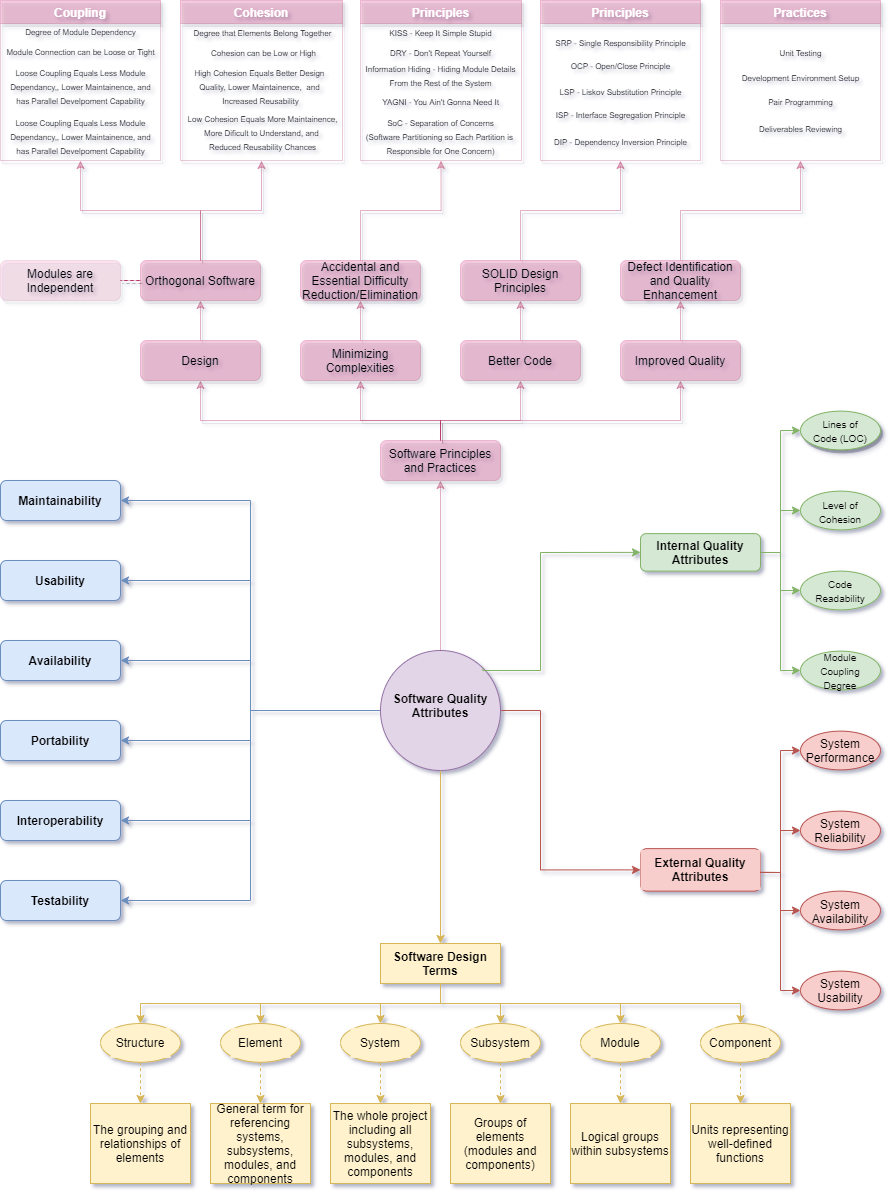 Coupling
Degree of Module Dependency
Module Connection can be Loose or Tight
Loose Coupling Equals Less Module
Dependancy,, Lower Maintainence, and
has Parallel Develpoment Capability
Loose Coupling Equals Less Module
Dependancy,, Lower Maintainence, and
has Parallel Develpoment Capability
Cohesion
Degree that Elements Belong Together
Cohesion can be Low or High
High Cohesion Equals Better Design
Quality, Lower Maintainence, and
Increased Reusability
Low Cohesion Equals More Maintainence,
More Dificult to Understand, and
Reduced Reusability Chances
Principles
KISS - Keep It Simple Stupid
DRY - Don't Repeat Yourself
Information Hiding - Hiding Module Details
From the Rest of the System
YAGNI - You Ain't Gonna Need It
SoC - Separation of Concerns
(Software Partitioning so Each Partition is
Responsible for One Concern)
Principles
SRP - Single Responsibility Principle
OCP - Open/Close Principle
LSP - Liskov Substitution Principle
ISP - Interface Segregation Principle
DIP - Dependency Inversion Principle
Practices
Unit Testing
Development Environment Setup
Pair Programming
Deliverables Reviewing
Modules are
Independent
Orthogonal Software
Accidental and
Essential Difficulty
Reduction/Elimination
SOLID Design
Principles
Defect Identification
and Quality
Enhancement
Design
Minimizing
Complexities
Better Code
Improved Quality
Software Principles
and Practices
Maintainability
Usability
Availability
Portability
Interoperability
Testability
Software Quality
Attributes
Internal Quality
Attributes
Lines of
Code (LOC)
Level of
Cohesion
Code
Readability
Module
Coupling
Degree
External Quality
Attributes
System
Performance
System
Reliability
System
Availability
System
Usability
Software Design
Terms
Structure
Element
System
Subsystem
Module
Component
The grouping and
relationships of
elements
General term for
referencing
systems,
subsystems,
modules, and
components
The whole project
including all
subsystems,
modules, and
components
Groups of
elements
(modules and
components)
Logical groups
within subsystems
Units representing
well-defined
functions